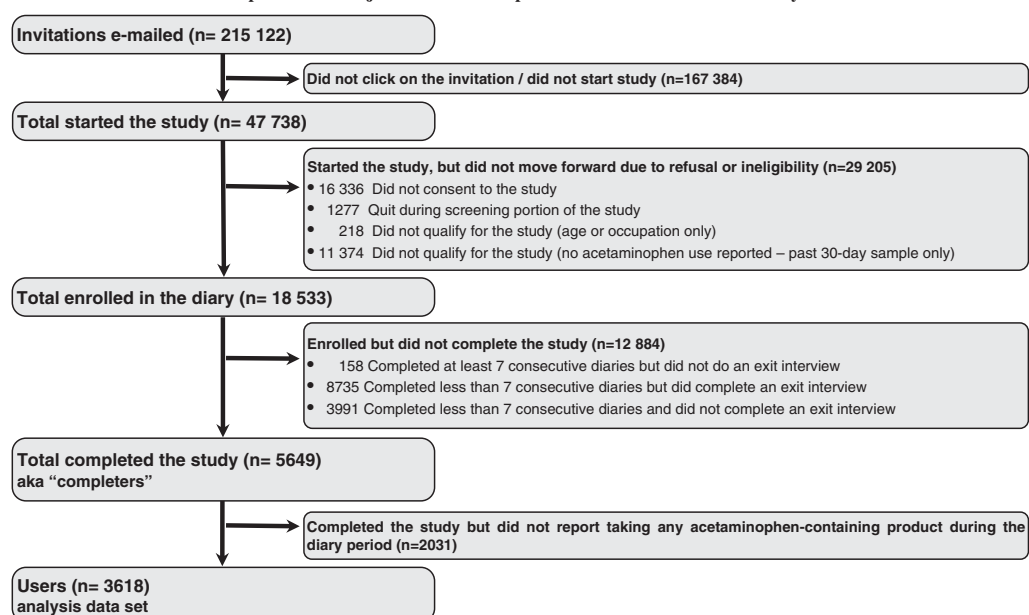 Invitations e-mailed (n= 215 122)
Did not click on the invitation / did not start study (n=167 384)
Total started the study (n= 47 738)
Started the study, but did not move forward due to refusal or ineligibility (n=29 205)
• 16 336 Did not consent to the study
• 1277 Quit during screening portion of the study
• 218 Did not qualify for the study (age or occupation only)
• 11 374 Did not qualify for the study (no acetaminophen use reported – past 30-day sample only)
Total enrolled in the diary (n= 18 533)
Enrolled but did not complete the study (n=12 884)
• 158 Completed at least 7 consecutive diaries but did not do an exit interview
• 8735 Completed less than 7 consecutive diaries but did complete an exit interview
• 3991 Completed less than 7 consecutive diaries and did not complete an exit interview
Total completed the study (n= 5649)
aka “completers”
Completed the study but did not report taking any acetaminophen-containing product during the
diary period (n=2031)
Users (n= 3618)
analysis data set